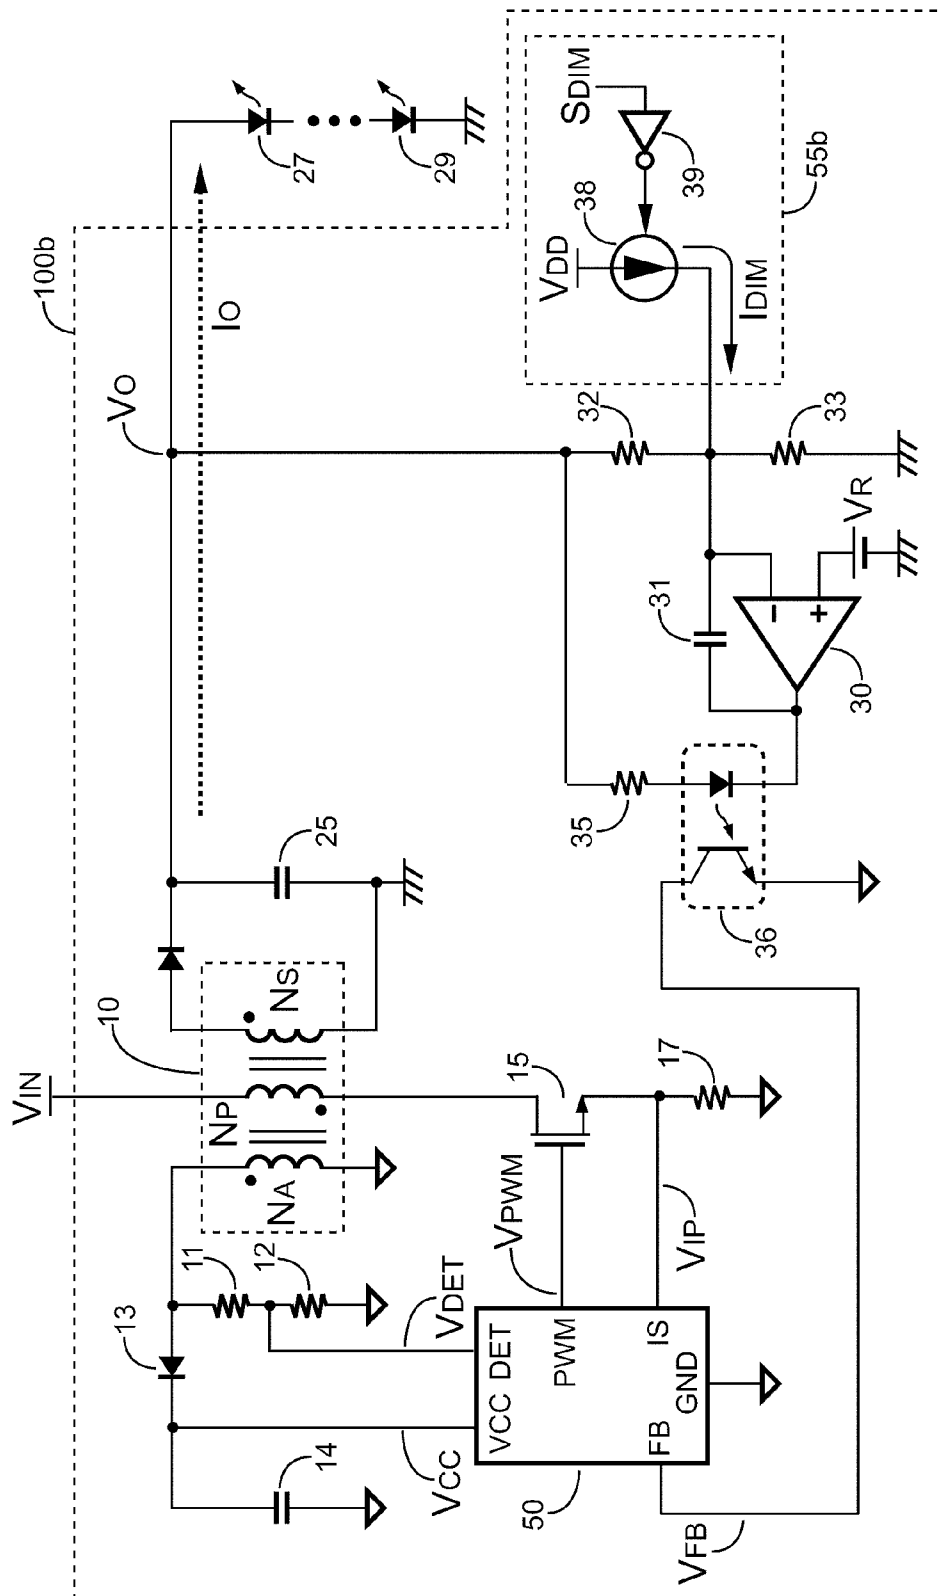 100b
VIN
10
VO
IO
27
29
13
11
12
NA
NP
NS
25
14
VCC
VDET
VCC
DET
PWM
IS
FB
GND
50
VPWM
15
VIP
17
VFB
35
36
31
30
32
33
VR
VDD
38
SDIM
39
IDIM
55b
−
+